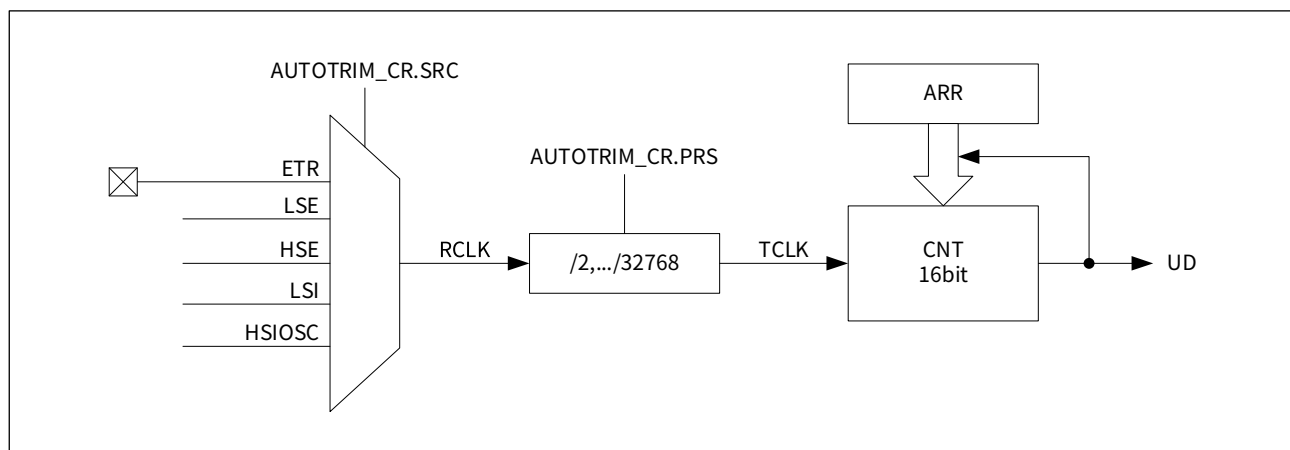 AUTOTRIM_CR.SRC
ARR
AUTOTRIM_CR.PRS
ETR
LSE
HSE
RCLK
/2,.../32768
TCLK
CNT
16bit
UD
LSI
HSIOSC